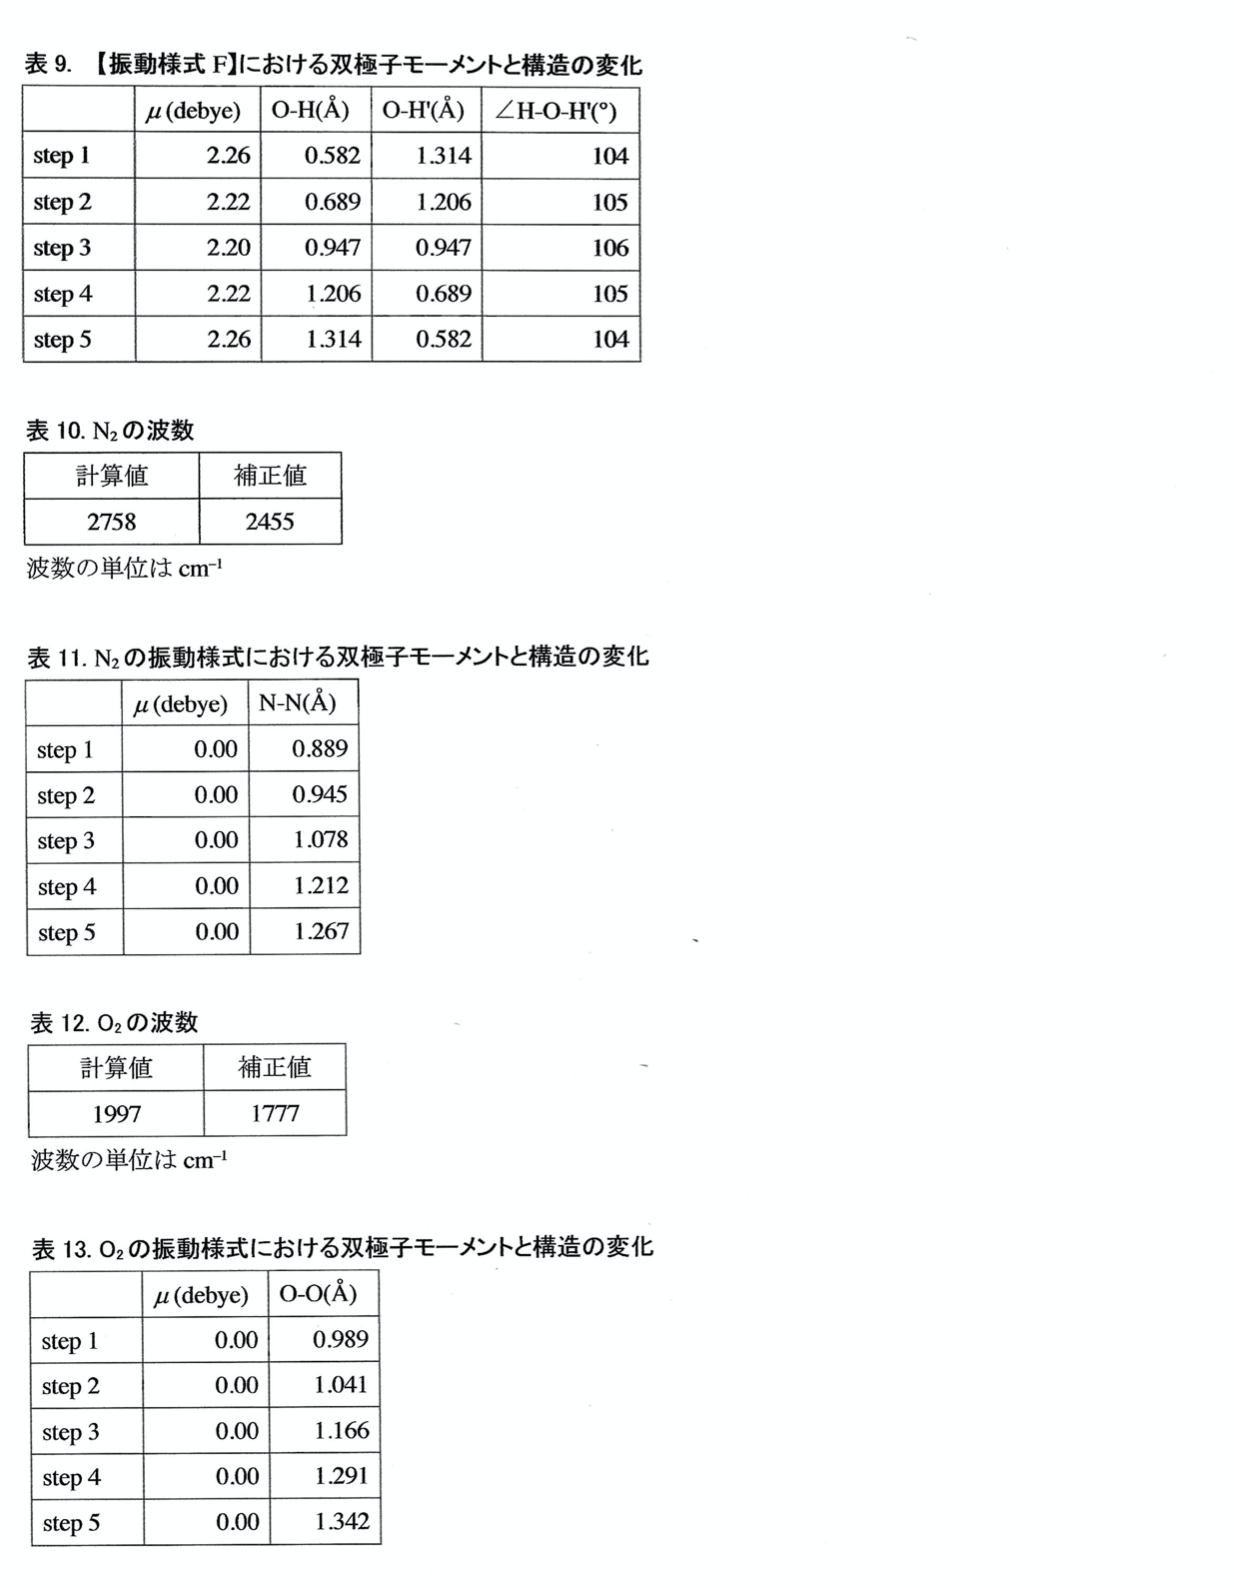 表 9. 【振動様式 F】における双極子モーメントと構造の変化
μ (debye) O-H(Å) O-H'(Å) ∠H-O-H'(°)
step 1 2.26 0.582 1.314 104
step 2 2.22 0.689 1.206 105
step 3 2.20 0.947 0.947 106
step 4 2.22 1.206 0.689 105
step 5 2.26 1.314 0.582 104
表 10. N₂の波数
計算値 補正値
2758 2455
波数の単位は cm⁻¹
表 11. N₂の振動様式における双極子モーメントと構造の変化
μ (debye) N-N(Å)
step 1 0.00 0.889
step 2 0.00 0.945
step 3 0.00 1.078
step 4 0.00 1.212
step 5 0.00 1.267
表 12. O₂の波数
計算値 補正値
1997 1777
波数の単位は cm⁻¹
表 13. O₂の振動様式における双極子モーメントと構造の変化
μ (debye) O-O(Å)
step 1 0.00 0.989
step 2 0.00 1.041
step 3 0.00 1.166
step 4 0.00 1.291
step 5 0.00 1.342